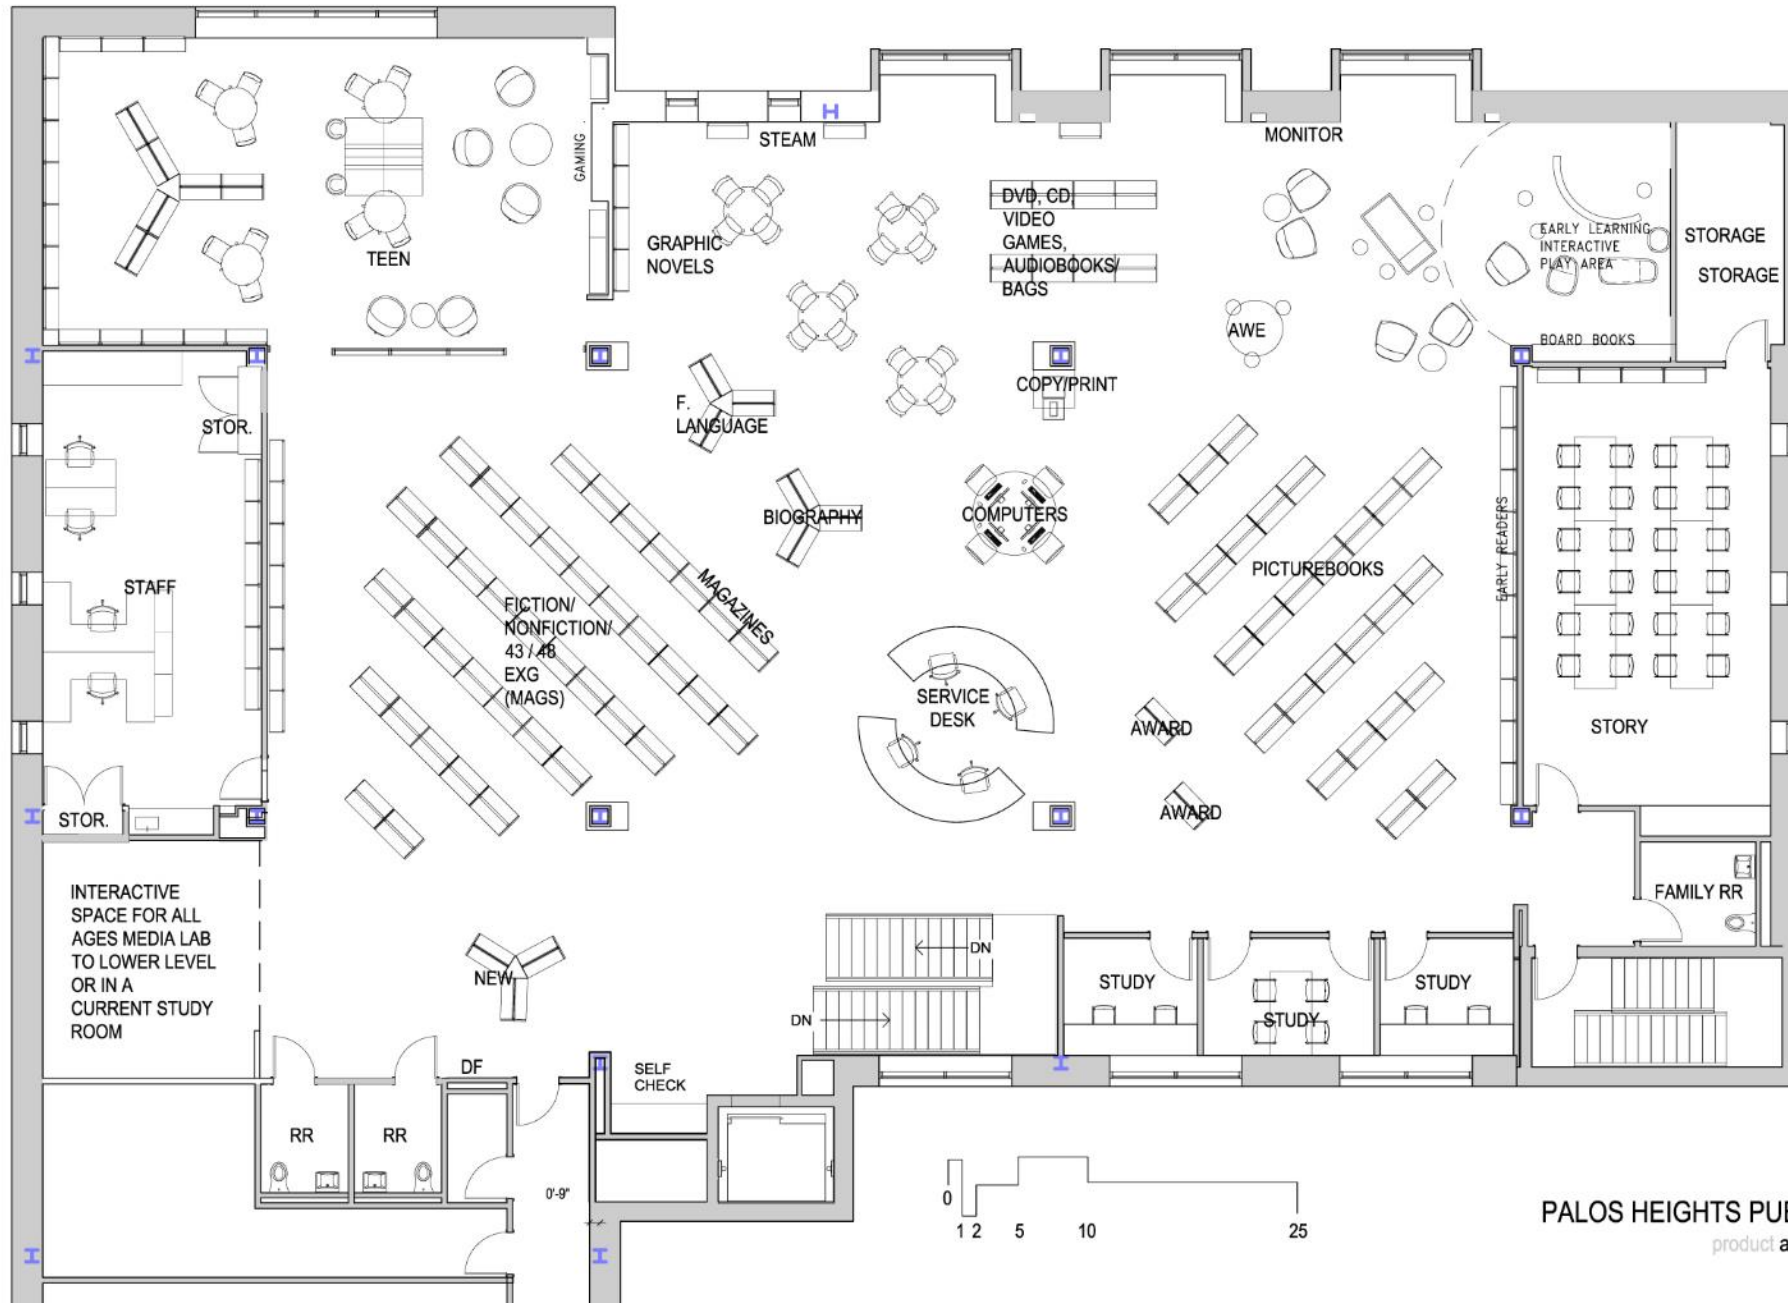 STEAM
MONITOR
GAMING
DVD, CD,
VIDEO
GAMES,
AUDIOBOOKS/
BAGS
GRAPHIC
NOVELS
TEEN
EARLY LEARNING
INTERACTIVE
PLAY AREA
STORAGE
STORAGE
AWE
BOARD BOOKS
COPY/PRINT
F.
LANGUAGE
STOR.
BIOGRAPHY
COMPUTERS
EARLY READERS
PICTUREBOOKS
STAFF
MAGAZINES
FICTION/
NONFICTION/
43 / 48
EXG
(MAGS)
SERVICE
DESK
AWARD
STORY
AWARD
STOR.
INTERACTIVE
SPACE FOR ALL
AGES MEDIA LAB
TO LOWER LEVEL
OR IN A
CURRENT STUDY
ROOM
FAMILY RR
NEW
DN
STUDY
STUDY
DN
STUDY
DF
SELF
CHECK
RR
RR
0'-9"
0
1 2 5 10 25
PALOS HEIGHTS PUB
product a